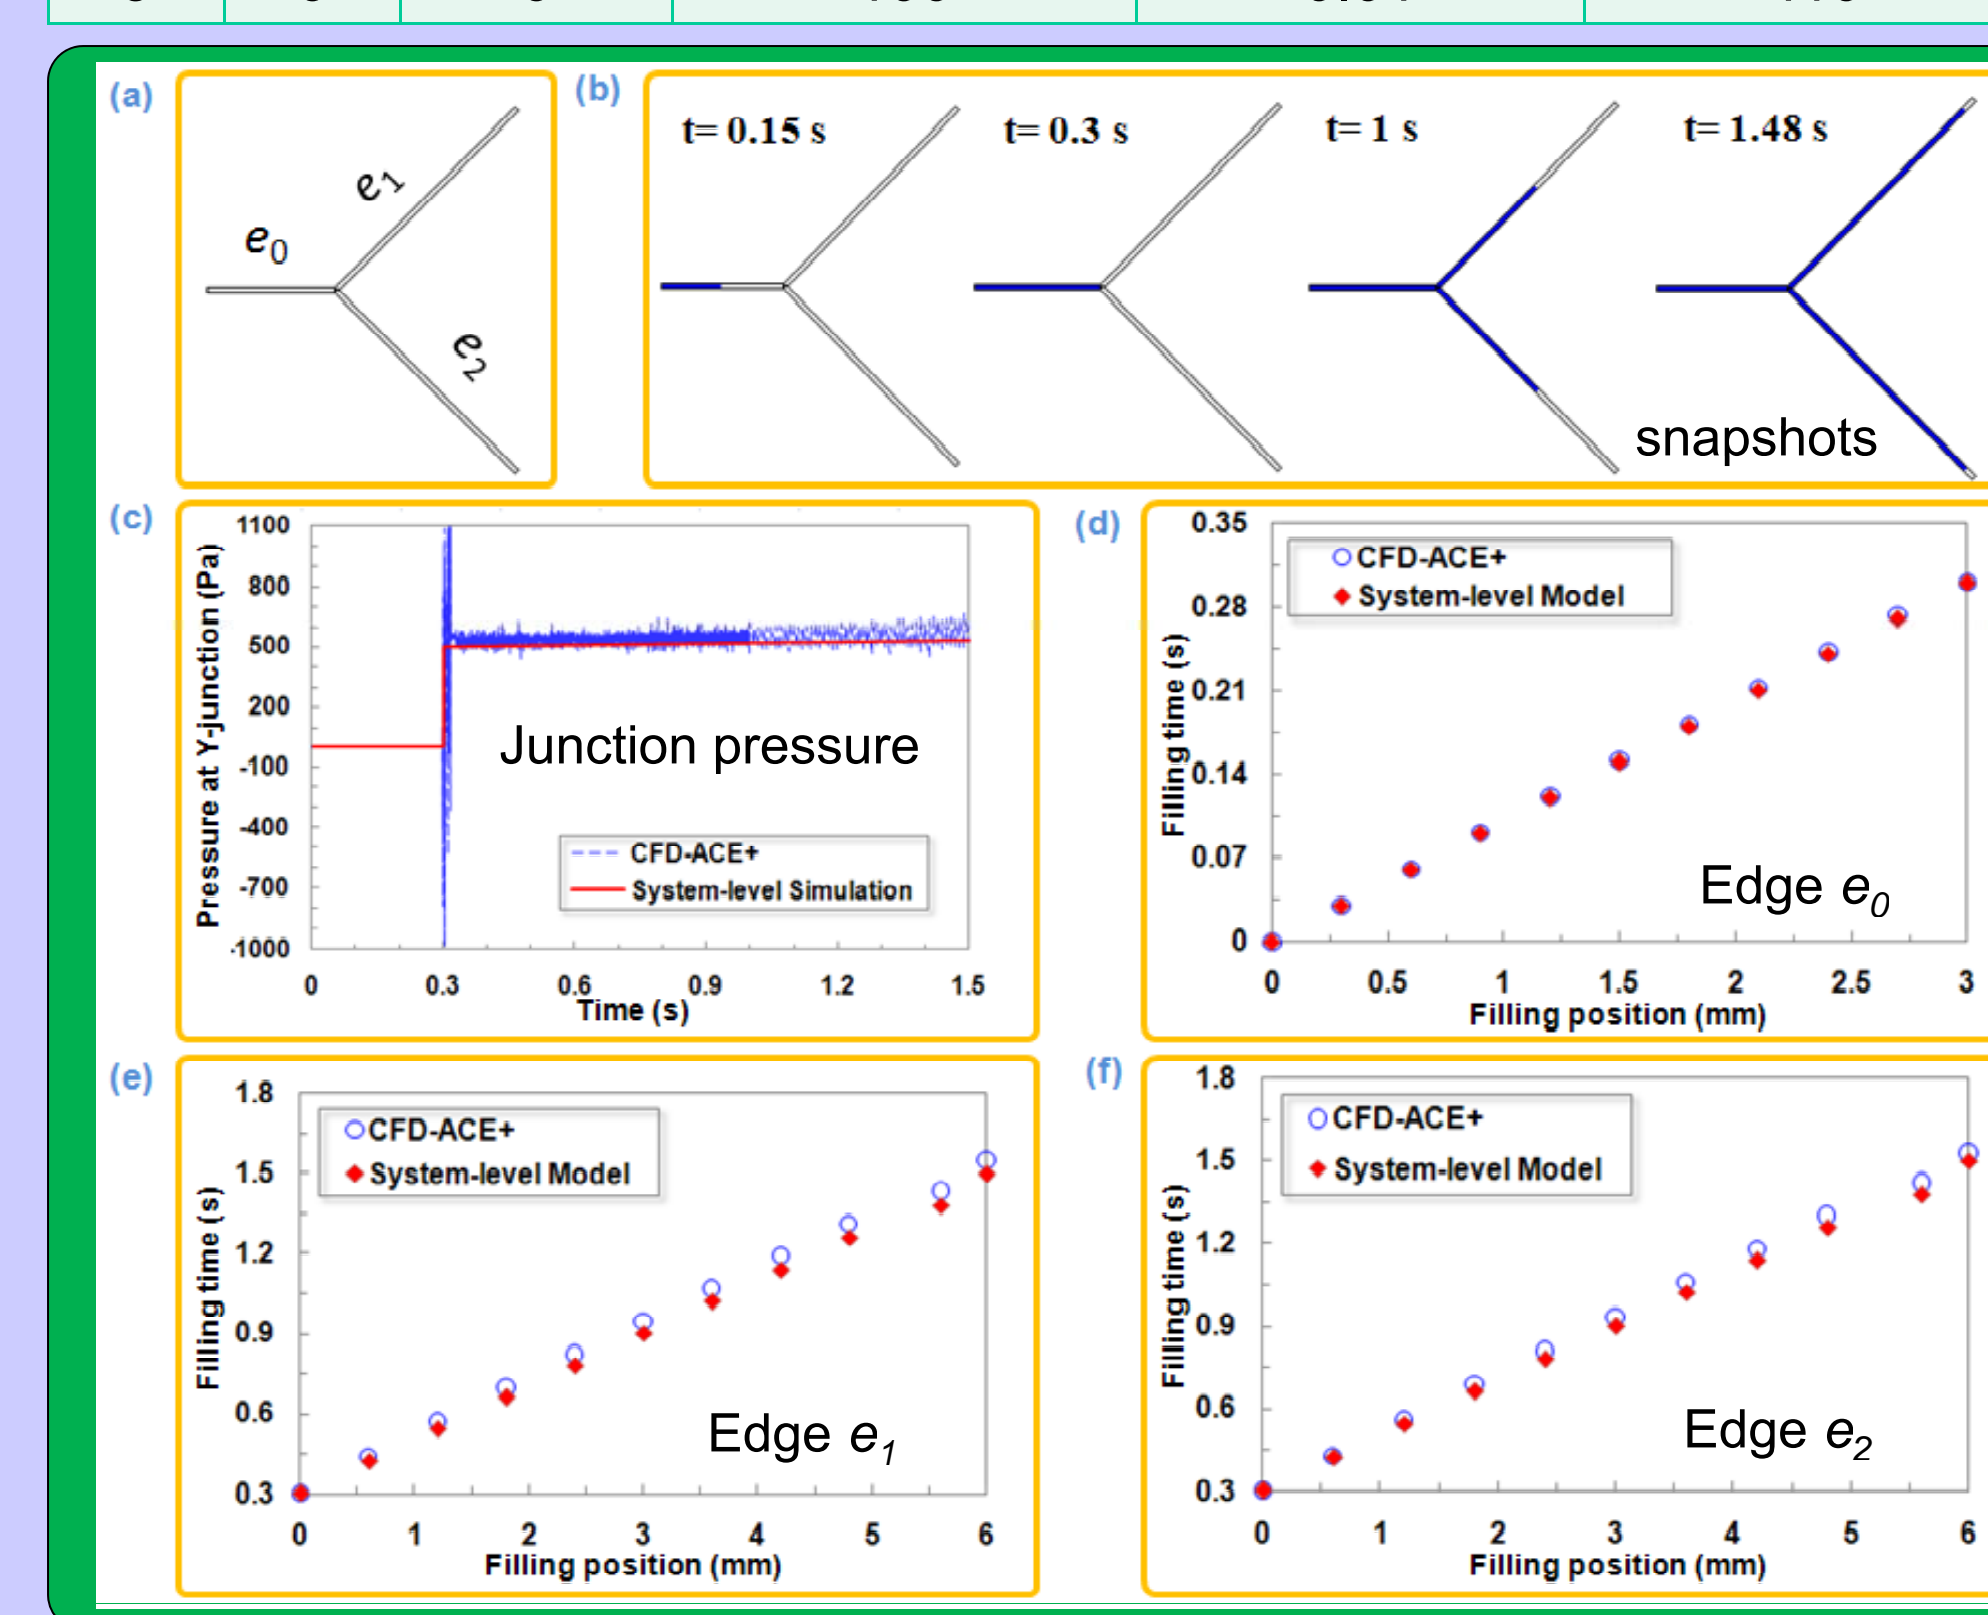 (a)
e1
e0
e2
(b)
t= 0.15 s
t= 0.3 s
t= 1 s
t= 1.48 s
snapshots
(c)
Pressure at Y-junction (Pa)
1100
800
500
200
-100
-400
-700
-1000
Junction pressure
CFD-ACE+
System-level Simulation
0 0.3 0.6 0.9 1.2 1.5
Time (s)
(d)
Filling time (s)
0.35
0.28
0.21
0.14
0.07
0
CFD-ACE+
System-level Model
Edge e0
0 0.5 1 1.5 2 2.5 3
Filling position (mm)
(e)
Filling time (s)
1.8
1.5
1.2
0.9
0.6
0.3
CFD-ACE+
System-level Model
Edge e1
0 1 2 3 4 5 6
Filling position (mm)
(f)
Filling time (s)
1.8
1.5
1.2
0.9
0.6
0.3
CFD-ACE+
System-level Model
Edge e2
0 1 2 3 4 5 6
Filling position (mm)